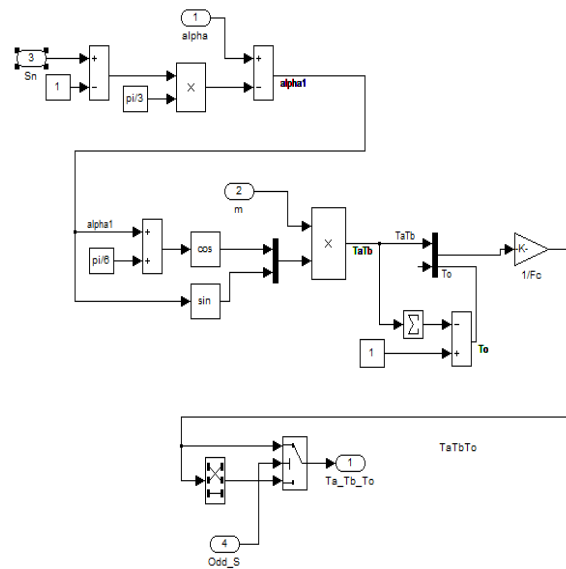 1
alpha
3
Sn
+
−
1
pi/3
X
+
−
alpha1
2
m
alpha1
+
+
pi/6
cos
sin
X
TaTb
TaTb
To
-K-
1/Fc
Σ
−
+
1
To
TaTbTo
1
Ta_Tb_To
4
Odd_S